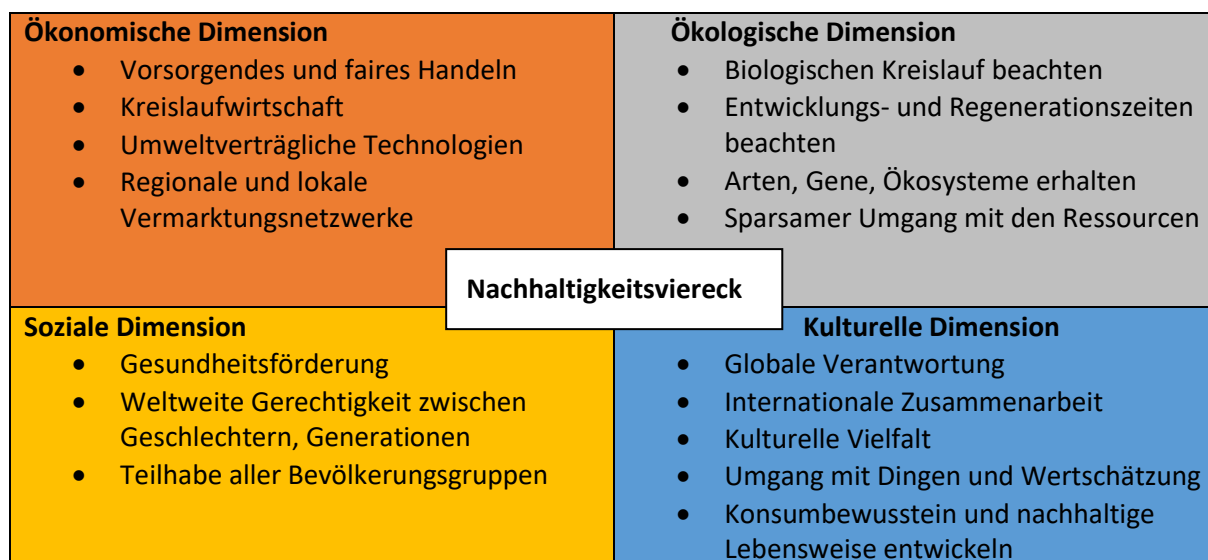 Ökonomische Dimension
• Vorsorgendes und faires Handeln
• Kreislaufwirtschaft
• Umweltverträgliche Technologien
• Regionale und lokale
Vermarktungsnetzwerke
Ökologische Dimension
• Biologischen Kreislauf beachten
• Entwicklungs- und Regenerationszeiten
beachten
• Arten, Gene, Ökosysteme erhalten
• Sparsamer Umgang mit den Ressourcen
Nachhaltigkeitsviereck
Soziale Dimension
• Gesundheitsförderung
• Weltweite Gerechtigkeit zwischen
Geschlechtern, Generationen
• Teilhabe aller Bevölkerungsgruppen
Kulturelle Dimension
• Globale Verantwortung
• Internationale Zusammenarbeit
• Kulturelle Vielfalt
• Umgang mit Dingen und Wertschätzung
• Konsumbewusstein und nachhaltige
Lebensweise entwickeln